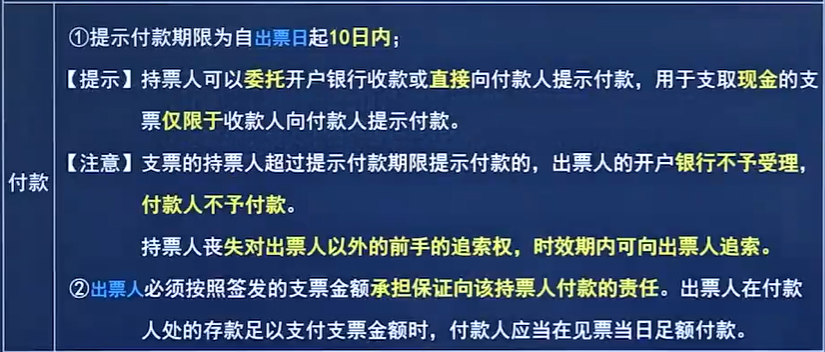 ①提示付款期限为自出票日起10日内；
【提示】持票人可以委托开户银行收款或直接向付款人提示付款，用于支取现金的支
票仅限于收款人向付款人提示付款。
【注意】支票的持票人超过提示付款期限提示付款的，出票人的开户银行不予受理，
付款
付款人不予付款。
持票人丧失对出票人以外的前手的追索权，时效期内可向出票人追索。
②出票人必须按照签发的支票金额承担保证向该持票人付款的责任。出票人在付款
人处的存款足以支付支票金额时，付款人应当在见票当日足额付款。